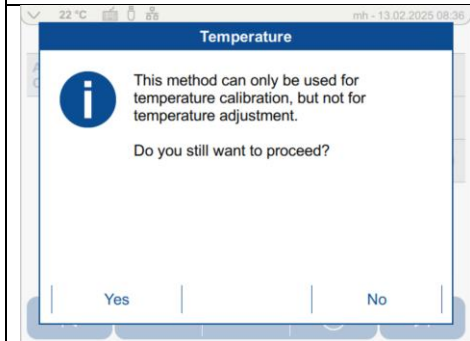 22 °C
mh - 13.02.2025 08:36
Temperature
This method can only be used for
temperature calibration, but not for
temperature adjustment.
Do you still want to proceed?
Yes
No